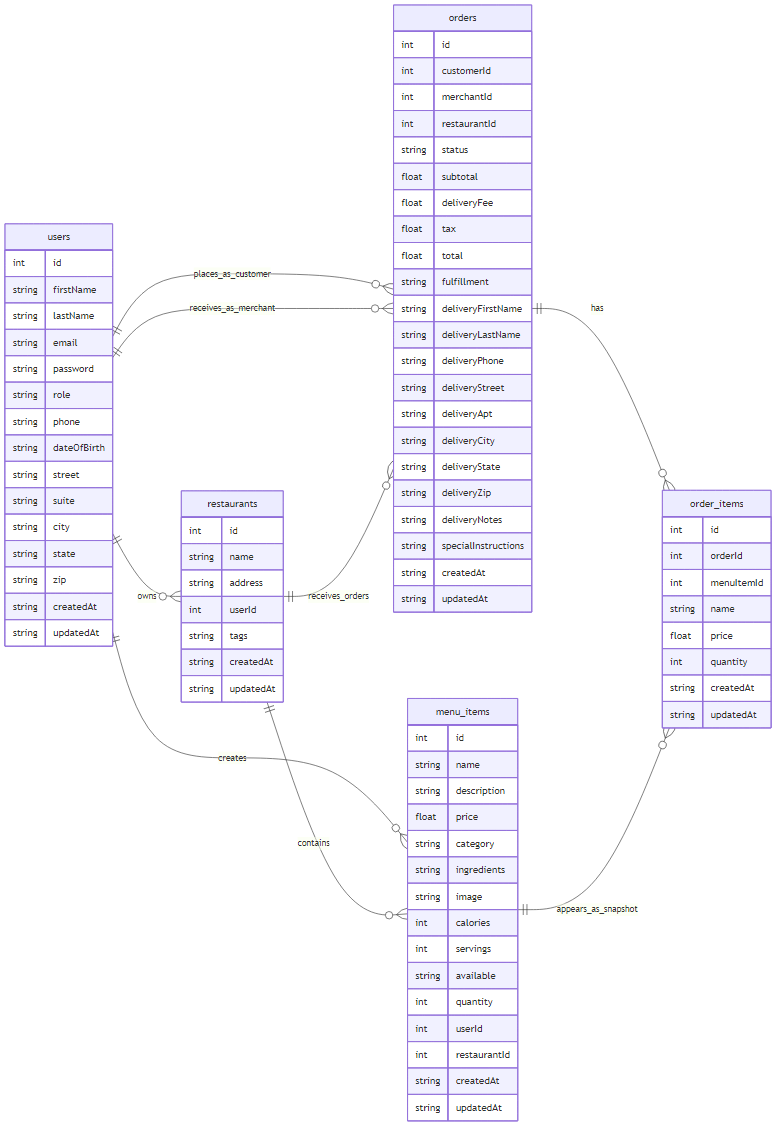 orders
int id
int customerId
int merchantId
int restaurantId
string status
float subtotal
float deliveryFee
float tax
float total
string fulfillment
string deliveryFirstName
string deliveryLastName
string deliveryPhone
string deliveryStreet
string deliveryApt
string deliveryCity
string deliveryState
string deliveryZip
string deliveryNotes
string specialInstructions
string createdAt
string updatedAt
users
int id
string firstName
string lastName
string email
string password
string role
string phone
string dateOfBirth
string street
string suite
string city
string state
string zip
string createdAt
string updatedAt
places_as_customer
receives_as_merchant
has
restaurants
int id
string name
string address
int userId
string tags
string createdAt
string updatedAt
owns
receives_orders
order_items
int id
int orderId
int menuItemId
string name
float price
int quantity
string createdAt
string updatedAt
creates
contains
appears_as_snapshot
menu_items
int id
string name
string description
float price
string category
string ingredients
string image
int calories
int servings
string available
int quantity
int userId
int restaurantId
string createdAt
string updatedAt